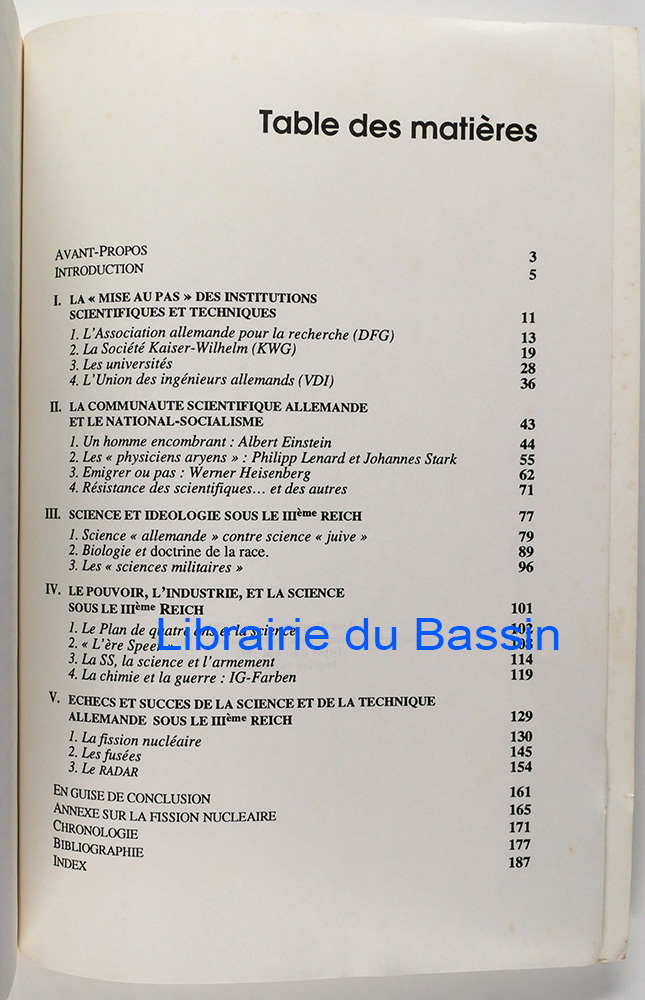 Table des matières
AVANT-PROPOS 3
INTRODUCTION 5
I. LA « MISE AU PAS » DES INSTITUTIONS
SCIENTIFIQUES ET TECHNIQUES 11
1. L'Association allemande pour la recherche (DFG) 13
2. La Société Kaiser-Wilhelm (KWG) 19
3. Les universités 28
4. L'Union des ingénieurs allemands (VDI) 36
II. LA COMMUNAUTE SCIENTIFIQUE ALLEMANDE
ET LE NATIONAL-SOCIALISME 43
1. Un homme encombrant : Albert Einstein 44
2. Les « physiciens aryens » : Philipp Lenard et Johannes Stark 55
3. Emigrer ou pas : Werner Heisenberg 62
4. Résistance des scientifiques... et des autres 71
III. SCIENCE ET IDEOLOGIE SOUS LE IIIème REICH 77
1. Science « allemande » contre science « juive » 79
2. Biologie et doctrine de la race. 89
3. Les « sciences militaires » 96
IV. LE POUVOIR, L'INDUSTRIE, ET LA SCIENCE
SOUS LE IIIème REICH 101
1. Le Plan de quatre ans et la science 102
2. « L'ère Speer » 108
Librairie du Bassin
3. La SS, la science et l'armement 114
4. La chimie et la guerre : IG-Farben 119
V. ECHECS ET SUCCES DE LA SCIENCE ET DE LA TECHNIQUE
ALLEMANDE SOUS LE IIIème REICH 129
1. La fission nucléaire 130
2. Les fusées 145
3. Le RADAR 154
EN GUISE DE CONCLUSION 161
ANNEXE SUR LA FISSION NUCLEAIRE 165
CHRONOLOGIE 171
BIBLIOGRAPHIE 177
INDEX 187